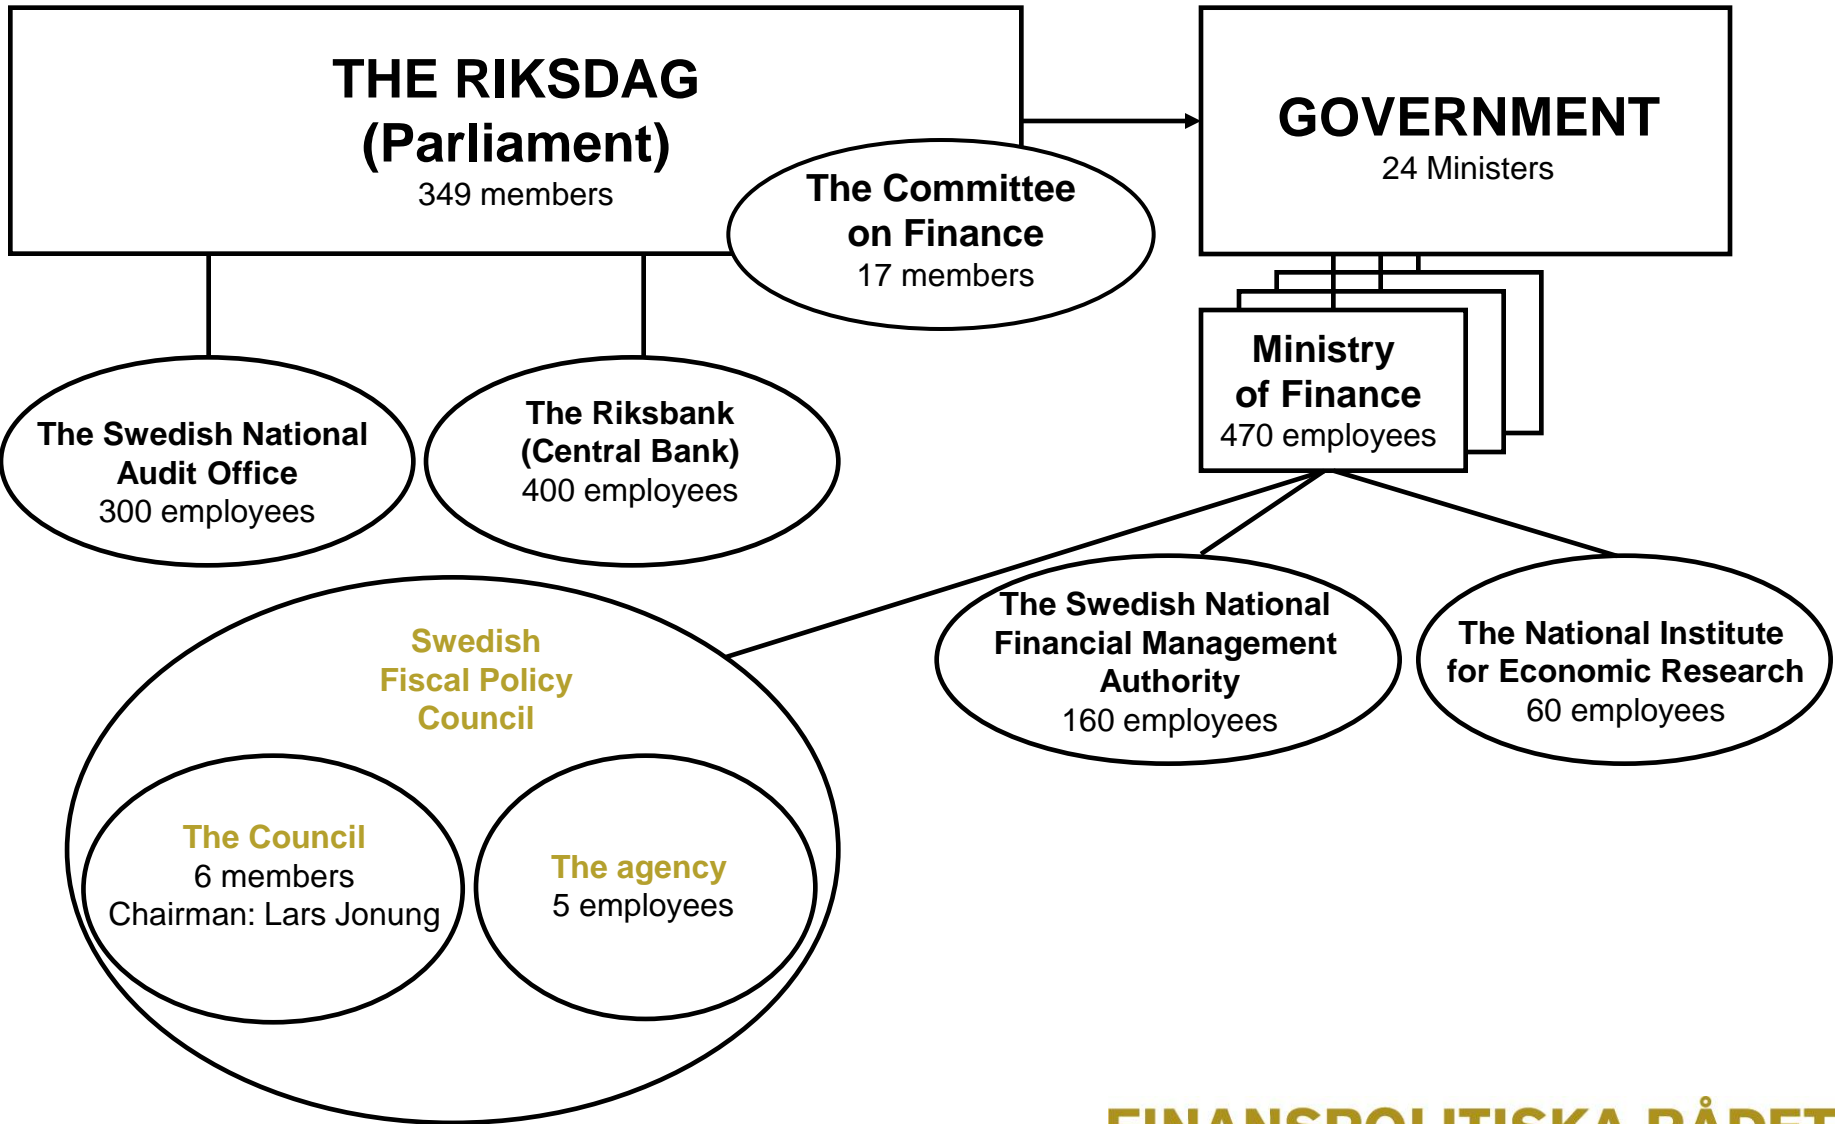 THE RIKSDAG
(Parliament)
349 members
GOVERNMENT
24 Ministers
The Committee
on Finance
17 members
Ministry
of Finance
470 employees
The Swedish National
Audit Office
300 employees
The Riksbank
(Central Bank)
400 employees
Swedish
Fiscal Policy
Council
The Swedish National
Financial Management
Authority
160 employees
The National Institute
for Economic Research
60 employees
The Council
6 members
Chairman: Lars Jonung
The agency
5 employees
FINANSPOLITISKA RÅDET